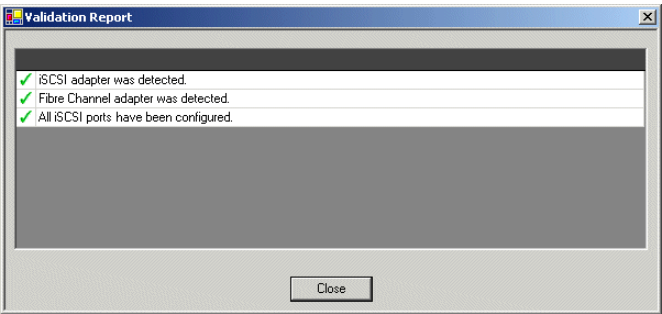 Validation Report
iSCSI adapter was detected.
Fibre Channel adapter was detected.
All iSCSI ports have been configured.
Close